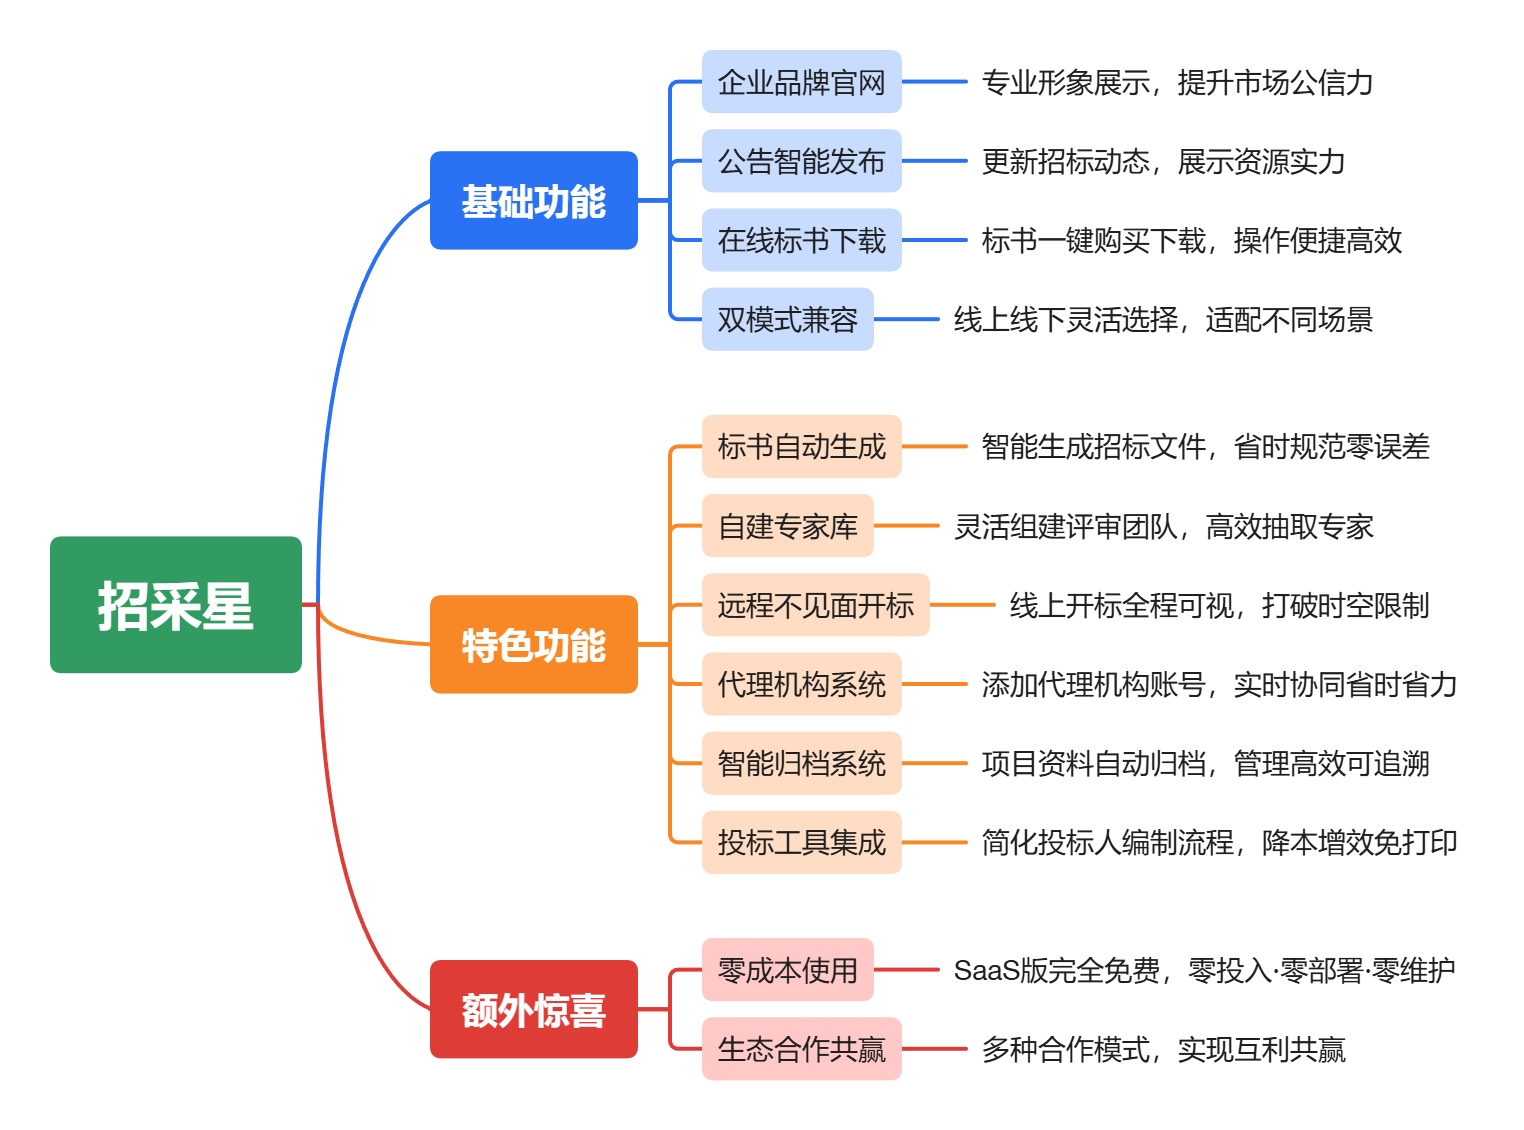 招采星
基础功能
企业品牌官网
专业形象展示，提升市场公信力
公告智能发布
更新招标动态，展示资源实力
在线标书下载
标书一键购买下载，操作便捷高效
双模式兼容
线上线下灵活选择，适配不同场景
特色功能
标书自动生成
智能生成招标文件，省时规范零误差
自建专家库
灵活组建评审团队，高效抽取专家
远程不见面开标
线上开标全程可视，打破时空限制
代理机构系统
添加代理机构账号，实时协同省时省力
智能归档系统
项目资料自动归档，管理高效可追溯
投标工具集成
简化投标人编制流程，降本增效免打印
额外惊喜
零成本使用
SaaS版完全免费，零投入·零部署·零维护
生态合作共赢
多种合作模式，实现互利共赢